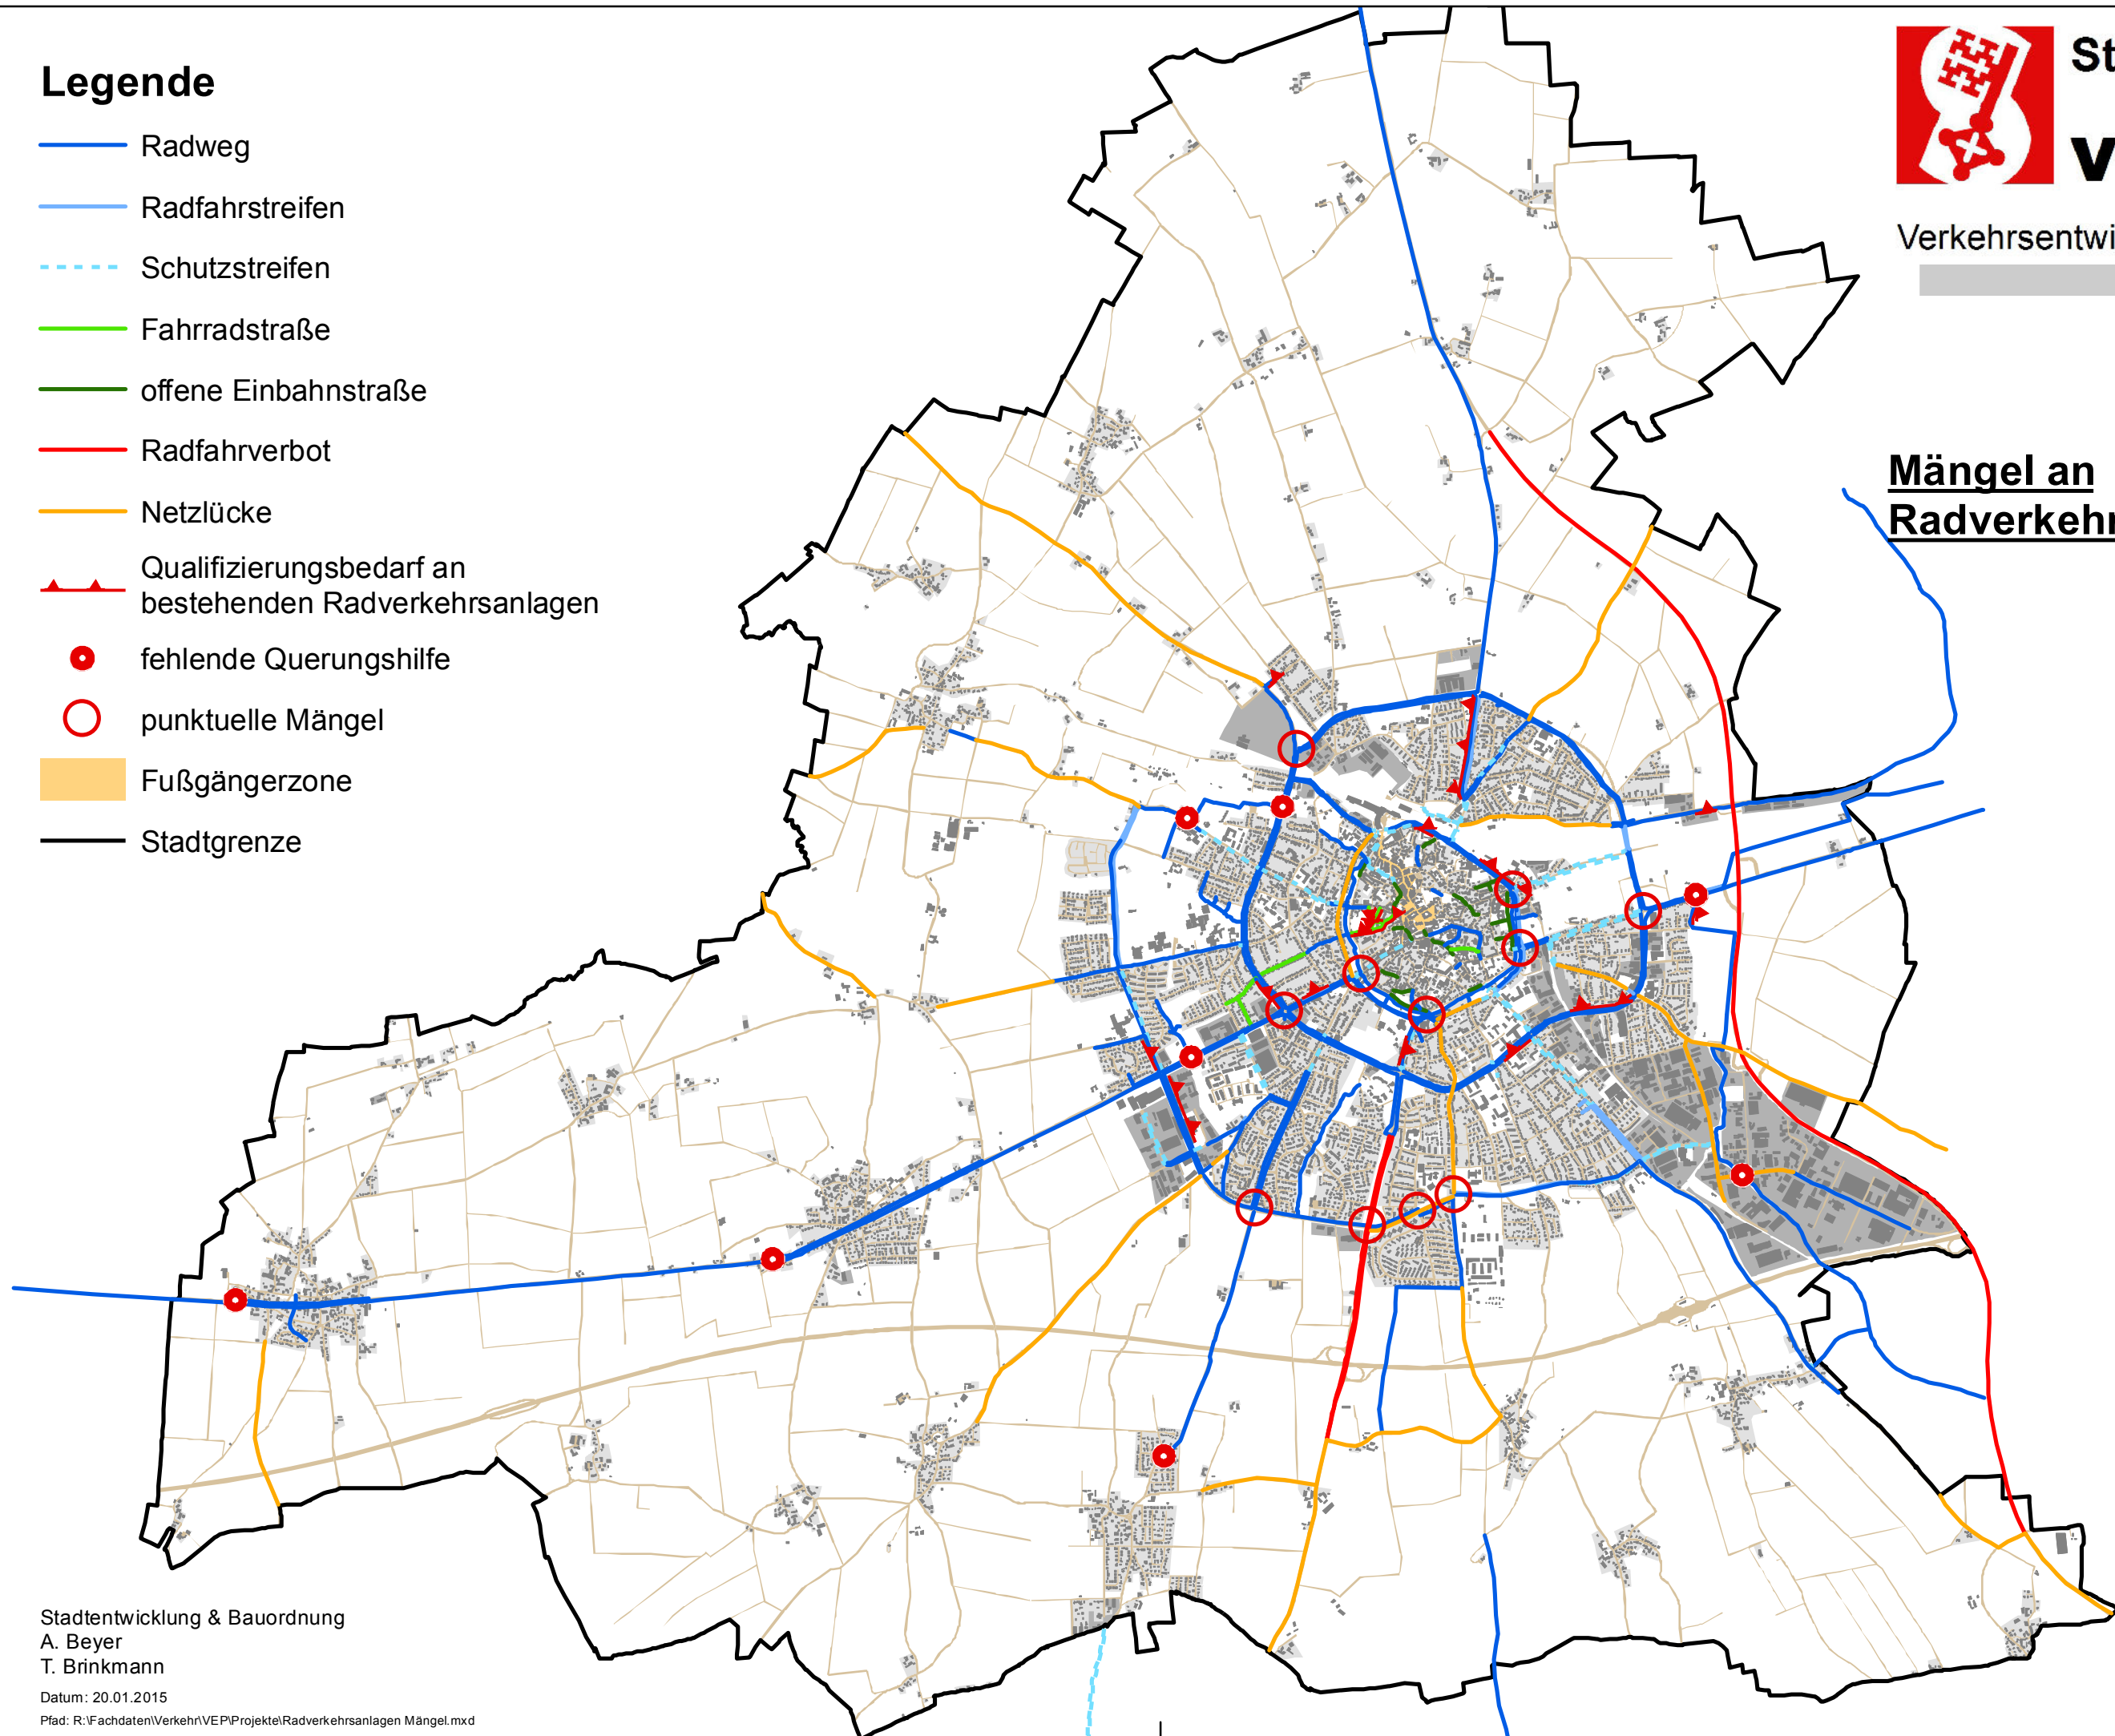 Legende
Radweg
Radfahrstreifen
Schutzstreifen
Fahrradstraße
offene Einbahnstraße
Radfahrverbot
Netzlücke
Qualifizierungsbedarf an
bestehenden Radverkehrsanlagen
fehlende Querungshilfe
punktuelle Mängel
Fußgängerzone
Stadtgrenze
St
V
Verkehrsentwi
Mängel an
Radverkehr
Stadtentwicklung & Bauordnung
A. Beyer
T. Brinkmann
Datum: 20.01.2015
Pfad: R:\Fachdaten\Verkehr\VEP\Projekte\Radverkehrsanlagen Mängel.mxd